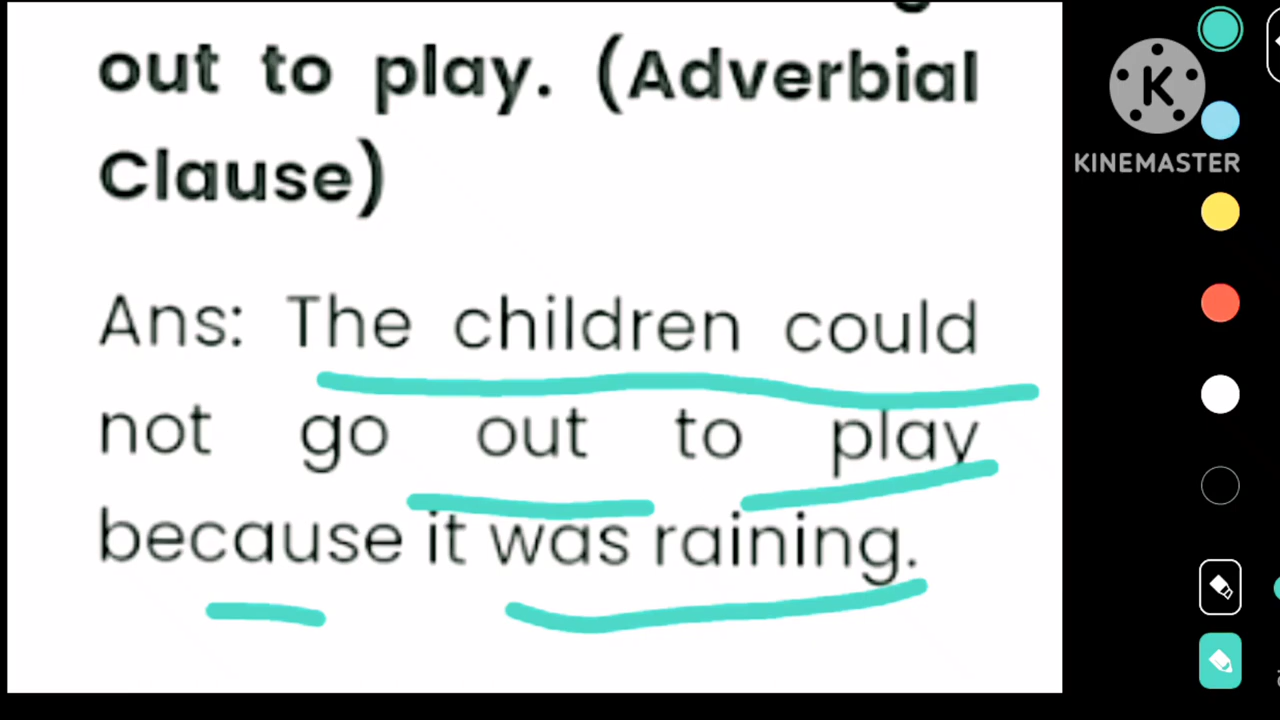 out to play. (Adverbial
Clause)
Ans: The children could
not go out to play
because it was raining.
KINEMASTER